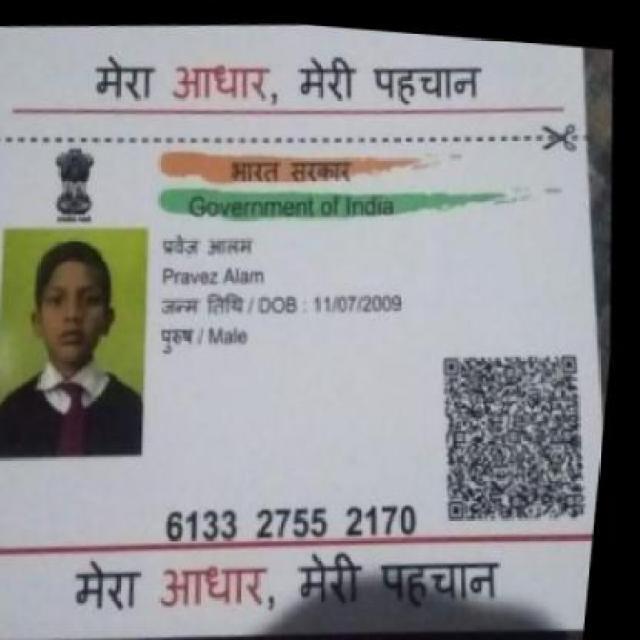 मेरा आधार, मेरी पहचान
भारत सरकार
Government of India
प्रवेज़ आलम
Pravez Alam
जन्म तिथि / DOB : 11/07/2009
पुरुष / Male
6133 2755 2170
मेरा आधार, मेरी पहचान